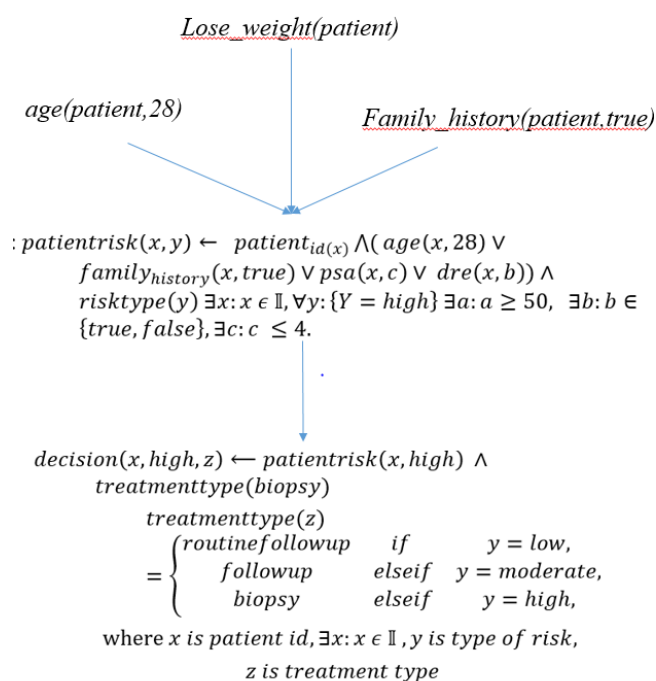 Lose_weight(patient)
age(patient,28)
Family_history(patient,true)
: patientrisk(x,y) ← patient_id(x) ⋀( age(x,28) ∨
family_history(x,true) ∨ psa(x,c) ∨ dre(x,b)) ∧
risktype(y) ∃x: x ϵ 𝕀, ∀y: {Y = high} ∃a: a ≥ 50, ∃b: b ∈
{true, false}, ∃c: c ≤ 4.
decision(x, high, z) ⟵ patientrisk(x, high) ∧
treatmenttype(biopsy)
treatmenttype(z)
= { routinefollowup if y = low,
followup elseif y = moderate,
biopsy elseif y = high,
where x is patient id, ∃x: x ϵ 𝕀 , y is type of risk,
z is treatment type